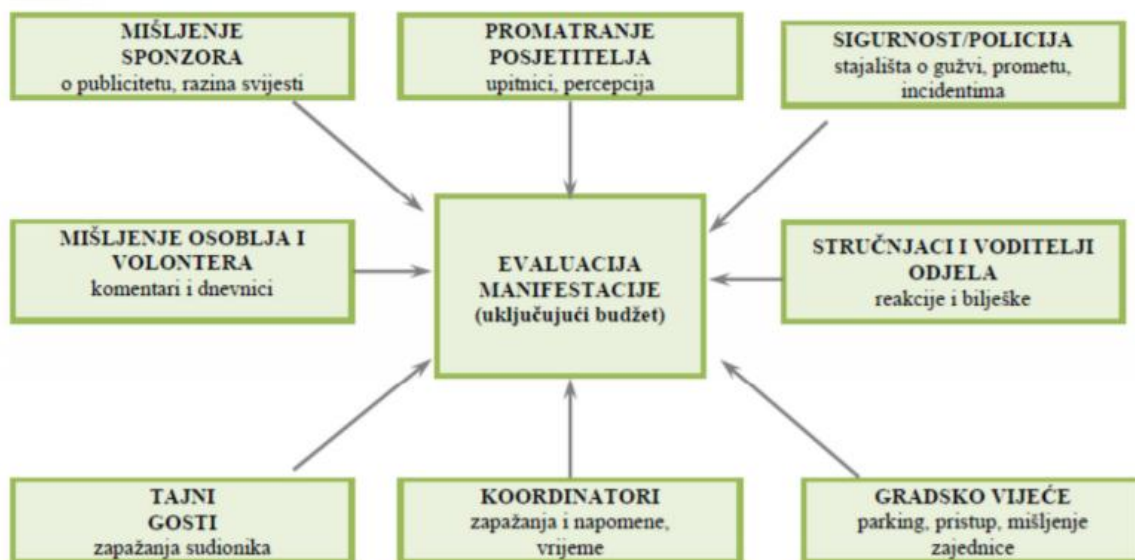 MIŠLJENJE
SPONZORA
o publicitetu, razina svijesti
PROMATRANJE
POSJETITELJA
upitnici, percepcija
SIGURNOST/POLICIJA
stajališta o gužvi, prometu,
incidentima
MIŠLJENJE OSOBLJA I
VOLONTERA
komentari i dnevnici
EVALUACIJA
MANIFESTACIJE
(uključujući budžet)
STRUČNJACI I VODITELJI
ODJELA
reakcije i bilješke
TAJNI
GOSTI
zapažanja sudionika
KOORDINATORI
zapažanja i napomene,
vrijeme
GRADSKO VIJEĆE
parking, pristup, mišljenje
zajednice